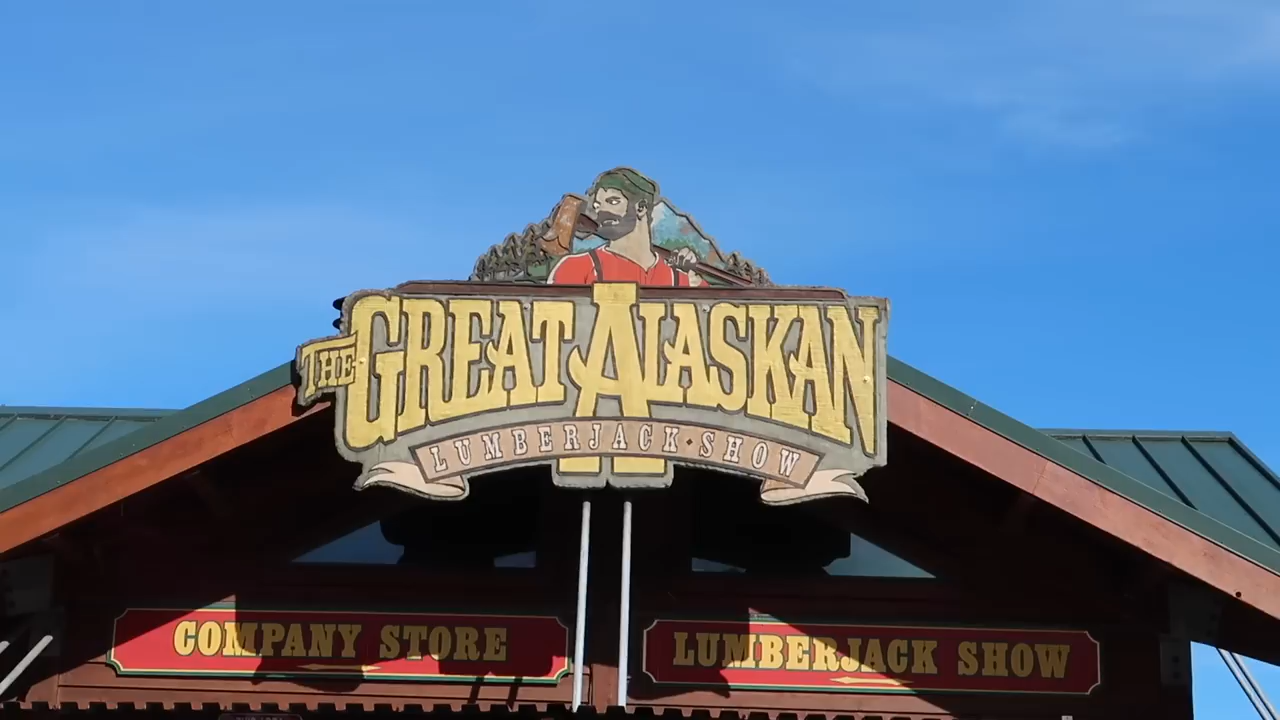 THE GREAT ALASKAN
LUMBERJACK · SHOW
COMPANY STORE
LUMBERJACK SHOW